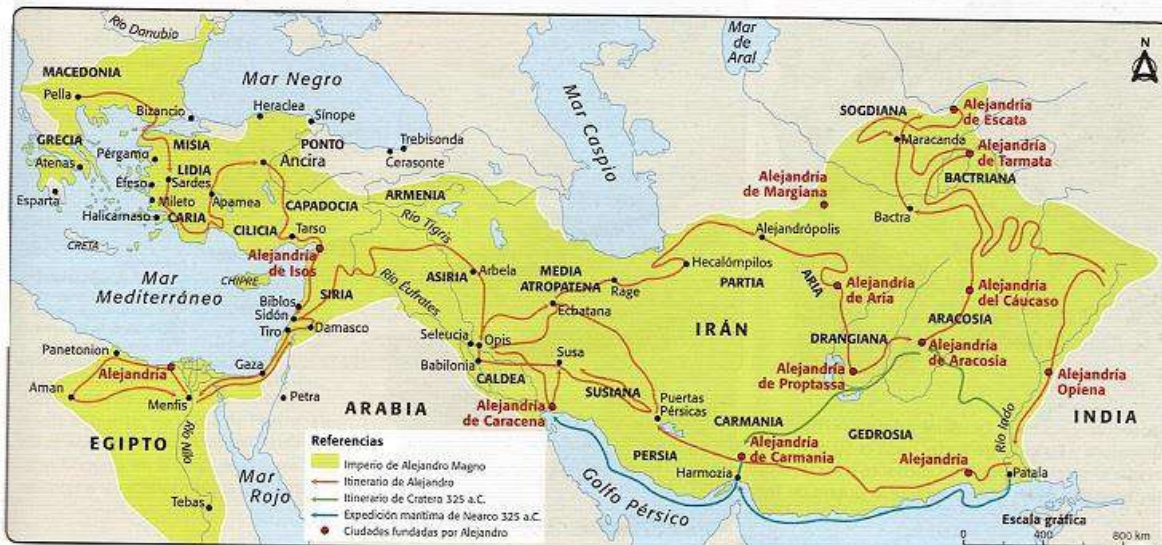 Río Danubio
Mar
de
Aral
N
MACEDONIA
Pella
Mar Negro
Bizancio
Heraclea
Sínope
Mar Caspio
SOGDIANA
Alejandría
de Escata
GRECIA
Atenas
MISIA
Pérgamo
LIDIA
PONTO
Ancira
Trebisonda
Cerasonte
Maracanda
Alejandría
de Tarmata
Esparta
Éfeso
Sardes
Mileto
Apamea
CAPADOCIA
ARMENIA
Alejandría
de Margiana
BACTRIANA
Bactra
Halicarnaso
CARIA
CILICIA
Tarso
Río Tigris
CRETA
Alejandría
de Isos
Alejandrópolis
Mar
Mediterráneo
CHIPRE
SIRIA
ASIRIA
Arbela
MEDIA
ATROPATENA
Hecalómpilos
PARTIA
ARIA
Alejandría
de Aria
Alejandría
del Cáucaso
Río Éufrates
Rage
Biblos
Sidón
Tiro
Damasco
Ecbatana
IRÁN
ARACOSIA
DRANGIANA
Alejandría
de Aracosia
Seleucia
Opis
Panetonion
Alejandría
Gaza
Babilonia
Susa
Alejandría
de Proptassa
Alejandría
Opiena
Aman
Menfis
Petra
CALDEA
SUSIANA
ARABIA
Alejandría
de Caracena
Puertas
Pérsicas
CARMANIA
GEDROSIA
Río Indo
INDIA
EGIPTO
Río Nilo
PERSIA
Alejandría
de Carmania
Alejandría
Patala
Harmozia
Mar
Rojo
Golfo Pérsico
Tebas
Referencias
Imperio de Alejandro Magno
Itinerario de Alejandro
Itinerario de Cratera 325 a.C.
Expedición marítima de Nearco 325 a.C.
Ciudades fundadas por Alejandro
Escala gráfica
0 400 800 km